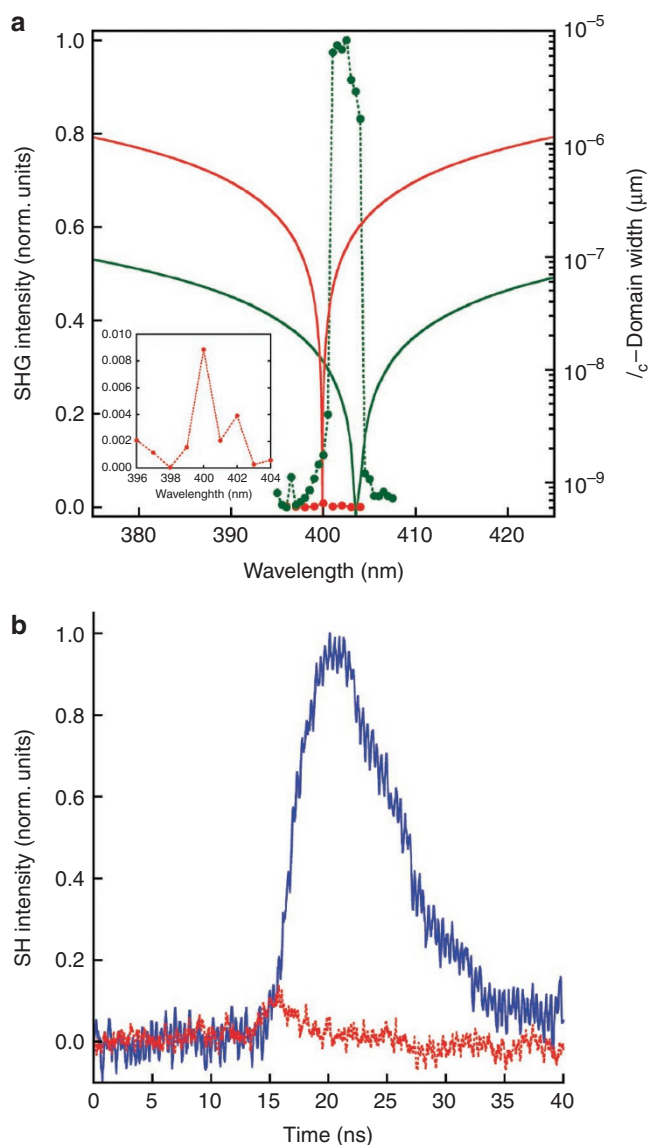 a
SHG intensity (norm. units)
1.0
0.8
0.6
0.4
0.2
0.0
10⁻⁵
10⁻⁶
10⁻⁷
10⁻⁸
10⁻⁹
lc–Domain width (μm)
0.010
0.008
0.006
0.004
0.002
0.000
396 398 400 402 404
Wavelenghth (nm)
380 390 400 410 420
Wavelength (nm)
b
SH intensity (norm. units)
1.0
0.8
0.6
0.4
0.2
0.0
0 5 10 15 20 25 30 35 40
Time (ns)